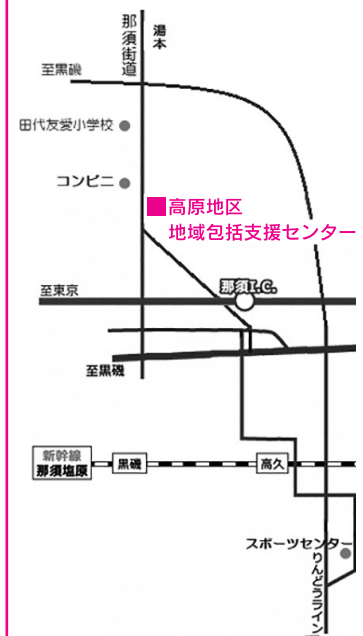 那須街道
湯本
至黒磯
田代友愛小学校
コンビニ
高原地区
地域包括支援センター
那須I.C.
至東京
至黒磯
新幹線
那須塩原
黒磯
高久
スポーツセンター
りんどうライン